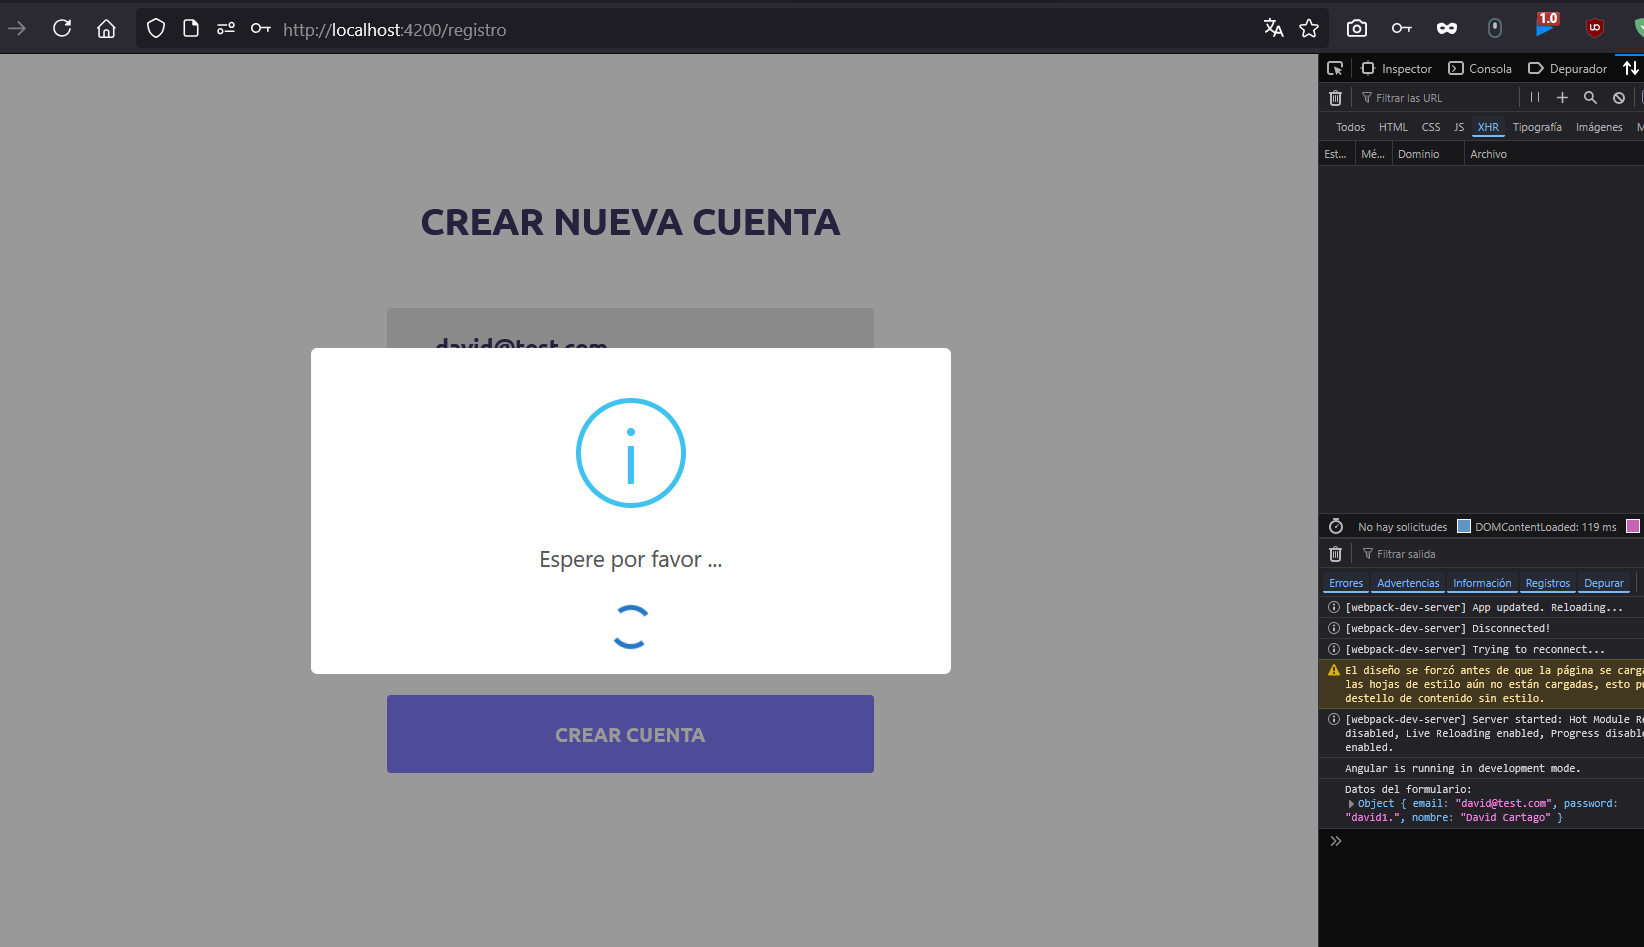 http://localhost:4200/registro
1.0
Inspector Consola Depurador
Filtrar las URL
Todos HTML CSS JS XHR Tipografía Imágenes M
Est... Mé... Dominio Archivo
CREAR NUEVA CUENTA
david@test.com
Espere por favor ...
CREAR CUENTA
No hay solicitudes DOMContentLoaded: 119 ms
Filtrar salida
Errores Advertencias Información Registros Depurar
[webpack-dev-server] App updated. Reloading...
[webpack-dev-server] Disconnected!
[webpack-dev-server] Trying to reconnect...
El diseño se forzó antes de que la página se carga
las hojas de estilo aún no están cargadas, esto pu
destello de contenido sin estilo.
[webpack-dev-server] Server started: Hot Module Re
disabled, Live Reloading enabled, Progress disable
enabled.
Angular is running in development mode.
Datos del formulario:
Object { email: "david@test.com", password:
"david1.", nombre: "David Cartago" }